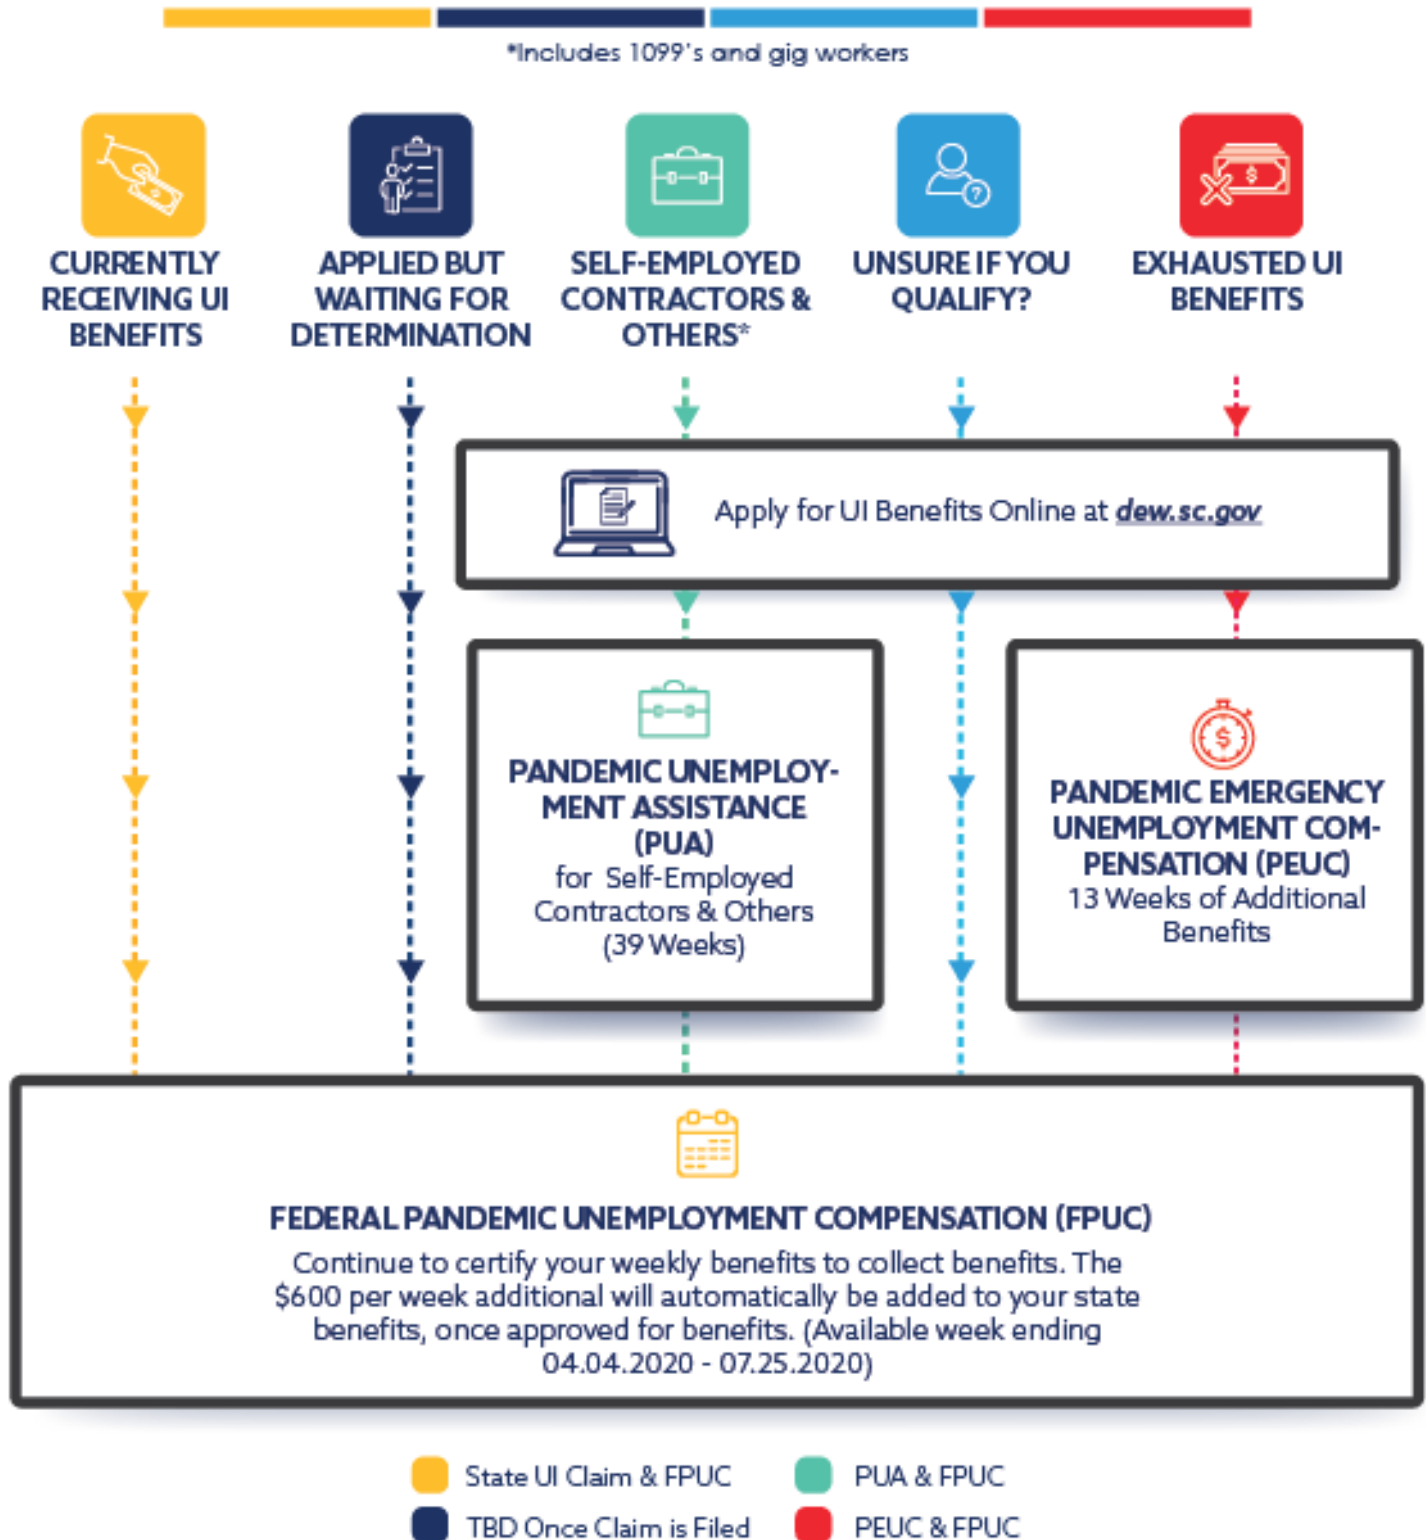 *Includes 1099's and gig workers
CURRENTLY
RECEIVING UI
BENEFITS
APPLIED BUT
WAITING FOR
DETERMINATION
SELF-EMPLOYED
CONTRACTORS &
OTHERS*
UNSURE IF YOU
QUALIFY?
EXHAUSTED UI
BENEFITS
Apply for UI Benefits Online at dew.sc.gov
PANDEMIC UNEMPLOY-
MENT ASSISTANCE
(PUA)
for Self-Employed
Contractors & Others
(39 Weeks)
PANDEMIC EMERGENCY
UNEMPLOYMENT COM-
PENSATION (PEUC)
13 Weeks of Additional
Benefits
FEDERAL PANDEMIC UNEMPLOYMENT COMPENSATION (FPUC)
Continue to certify your weekly benefits to collect benefits. The
$600 per week additional will automatically be added to your state
benefits, once approved for benefits. (Available week ending
04.04.2020 - 07.25.2020)
State UI Claim & FPUC
PUA & FPUC
TBD Once Claim is Filed
PEUC & FPUC